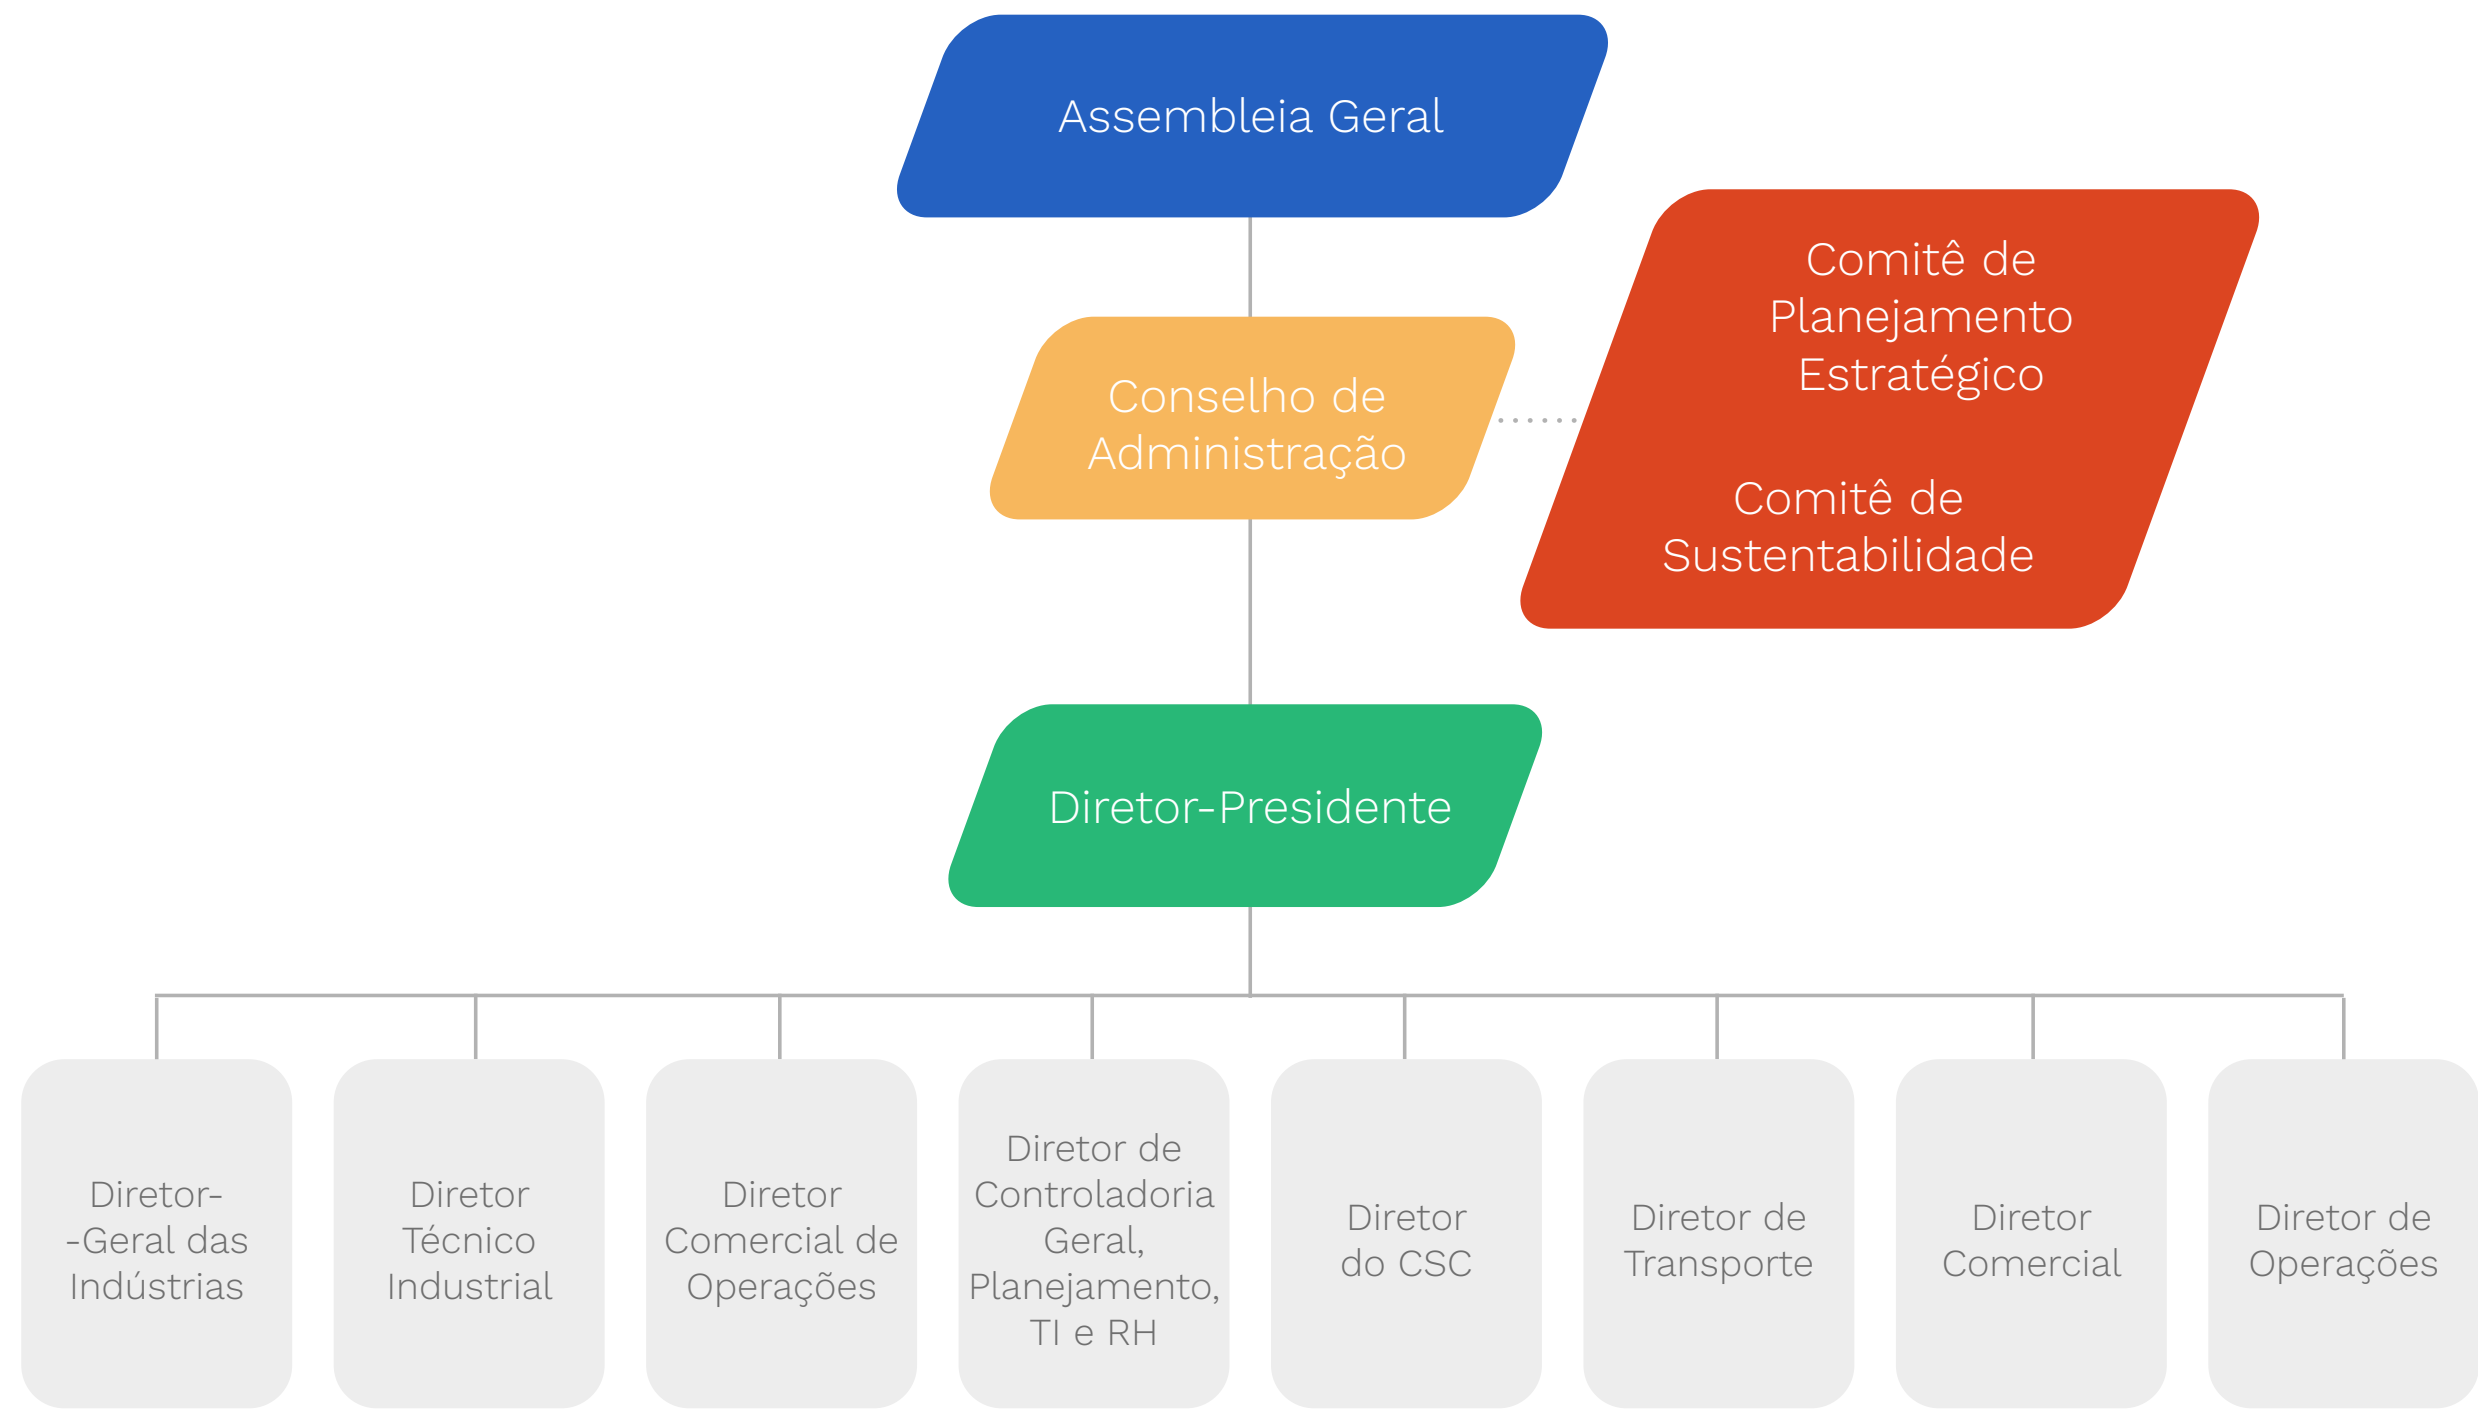 Assembleia Geral
Comitê de
Planejamento
Estratégico
Conselho de
Administração
Comitê de
Sustentabilidade
Diretor-Presidente
Diretor-
-Geral das
Indústrias
Diretor
Técnico
Industrial
Diretor
Comercial de
Operações
Diretor de
Controladoria
Geral,
Planejamento,
TI e RH
Diretor
do CSC
Diretor de
Transporte
Diretor
Comercial
Diretor de
Operações